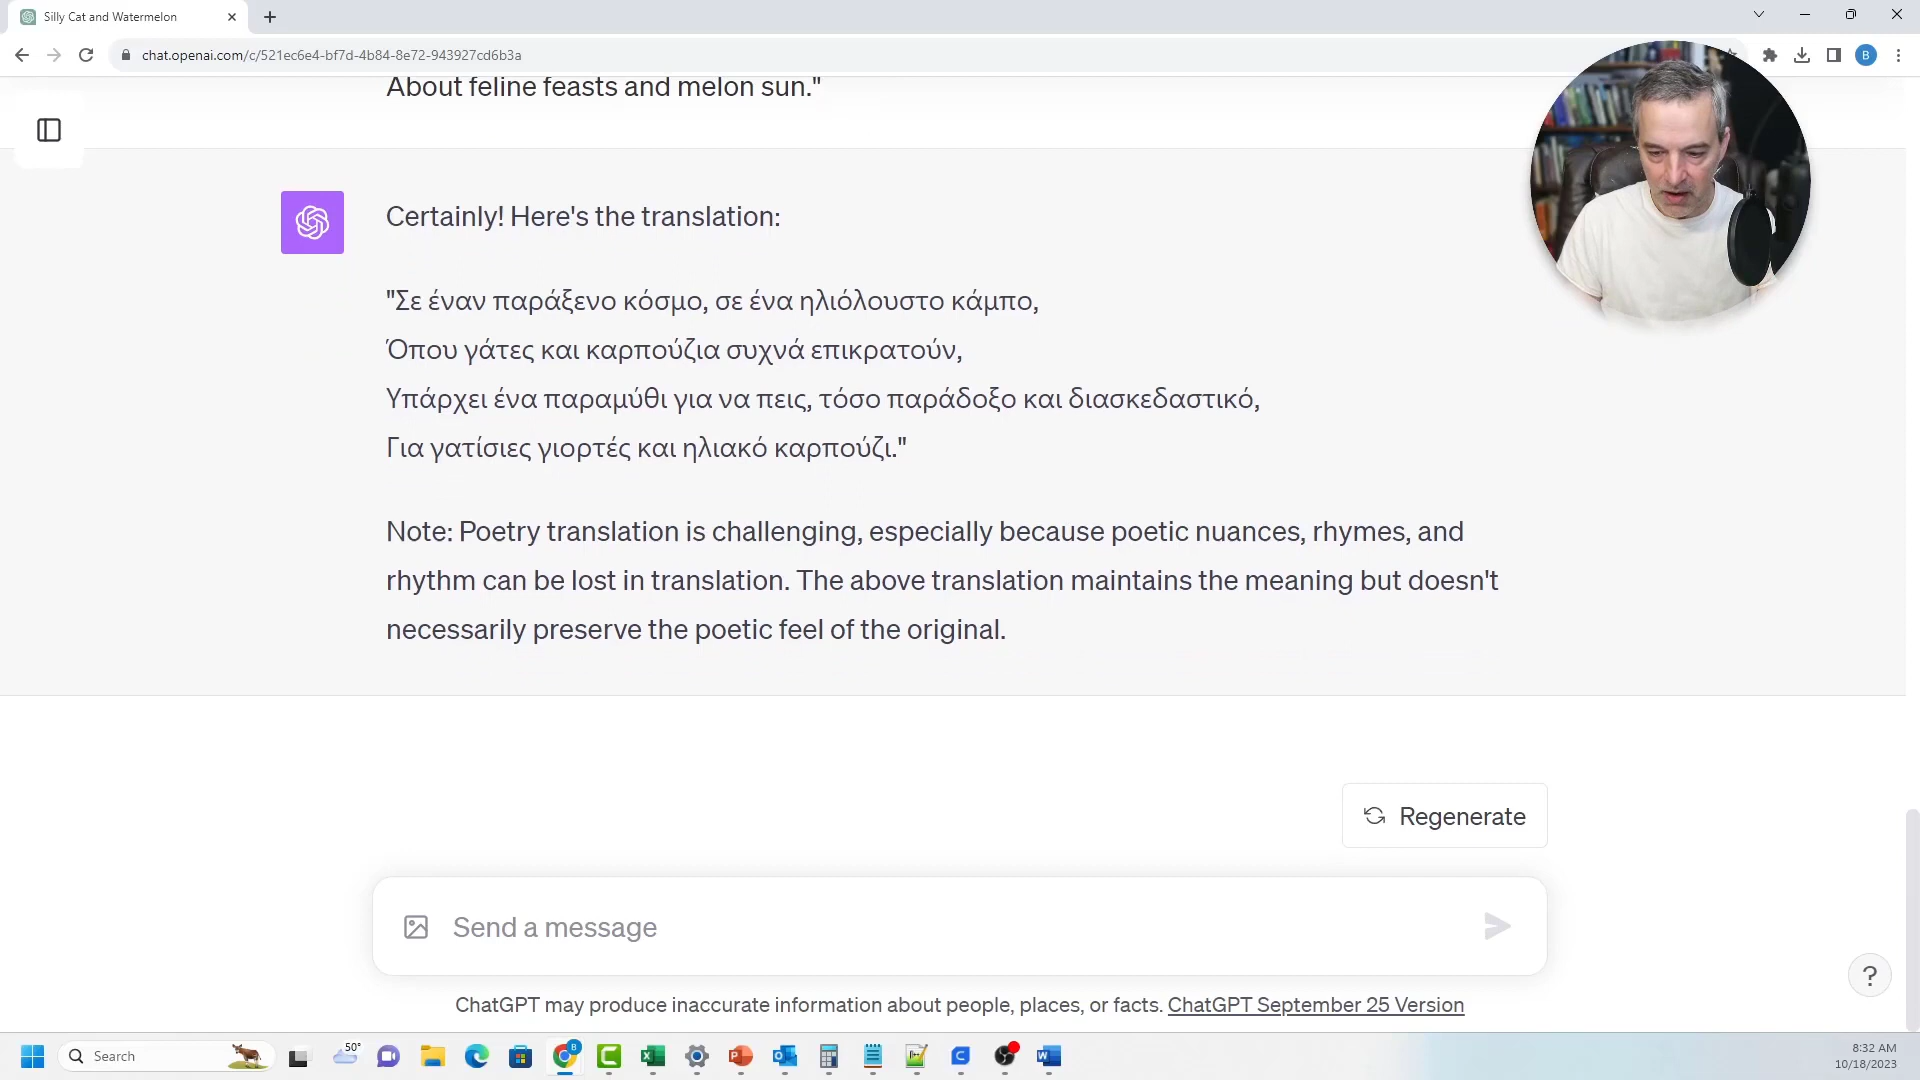 Silly Cat and Watermelon
chat.openai.com/c/521ec6e4-bf7d-4b84-8e72-943927cd6b3a
B
About feline feasts and melon sun."
Certainly! Here's the translation:
"Σε έναν παράξενο κόσμο, σε ένα ηλιόλουστο κάμπο,
Όπου γάτες και καρπούζια συχνά επικρατούν,
Υπάρχει ένα παραμύθι για να πεις, τόσο παράδοξο και διασκεδαστικό,
Για γατίσιες γιορτές και ηλιακό καρπούζι."
Note: Poetry translation is challenging, especially because poetic nuances, rhymes, and
rhythm can be lost in translation. The above translation maintains the meaning but doesn't
necessarily preserve the poetic feel of the original.
Regenerate
Send a message
?
ChatGPT may produce inaccurate information about people, places, or facts. ChatGPT September 25 Version
Search
50°
8:32 AM
10/18/2023